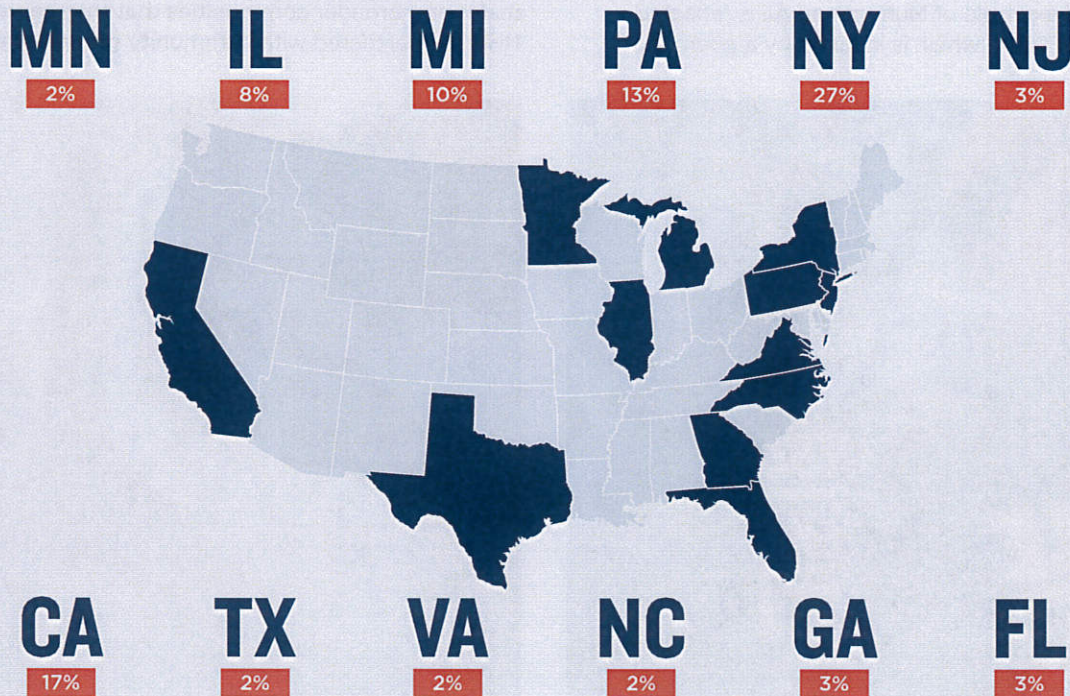 MN IL MI PA NY NJ
2% 8% 10% 13% 27% 3%
CA TX VA NC GA FL
17% 2% 2% 2% 3% 3%